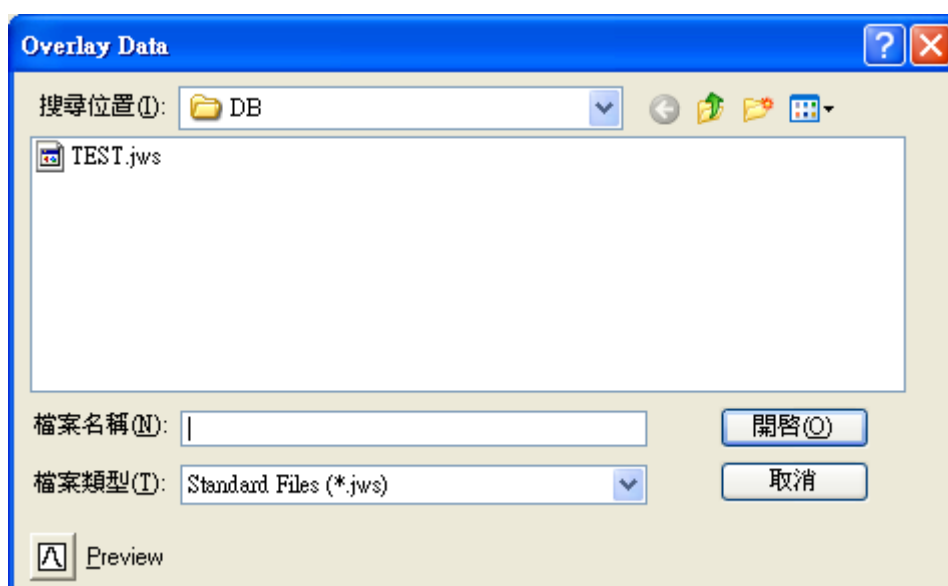 Overlay Data
搜尋位置(I): DB
TEST.jws
檔案名稱(N): 開啓(O)
檔案類型(T): Standard Files (*.jws) 取消
Preview